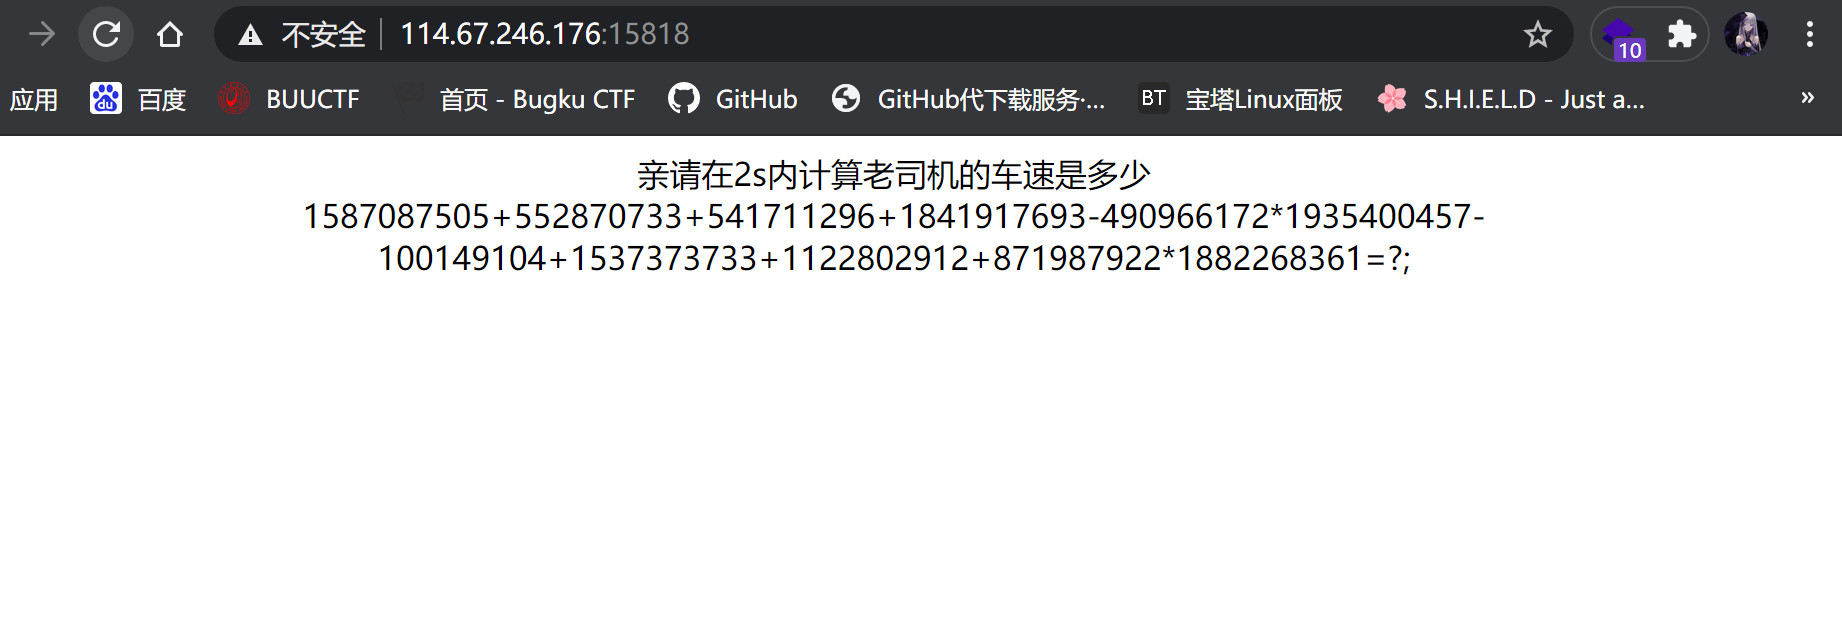 不安全 114.67.246.176:15818
10
应用 百度 BUUCTF 首页 - Bugku CTF GitHub GitHub代下载服务·... BT 宝塔Linux面板 S.H.I.E.L.D - Just a... »
亲请在2s内计算老司机的车速是多少
1587087505+552870733+541711296+1841917693-490966172*1935400457-
100149104+1537373733+1122802912+871987922*1882268361=?;